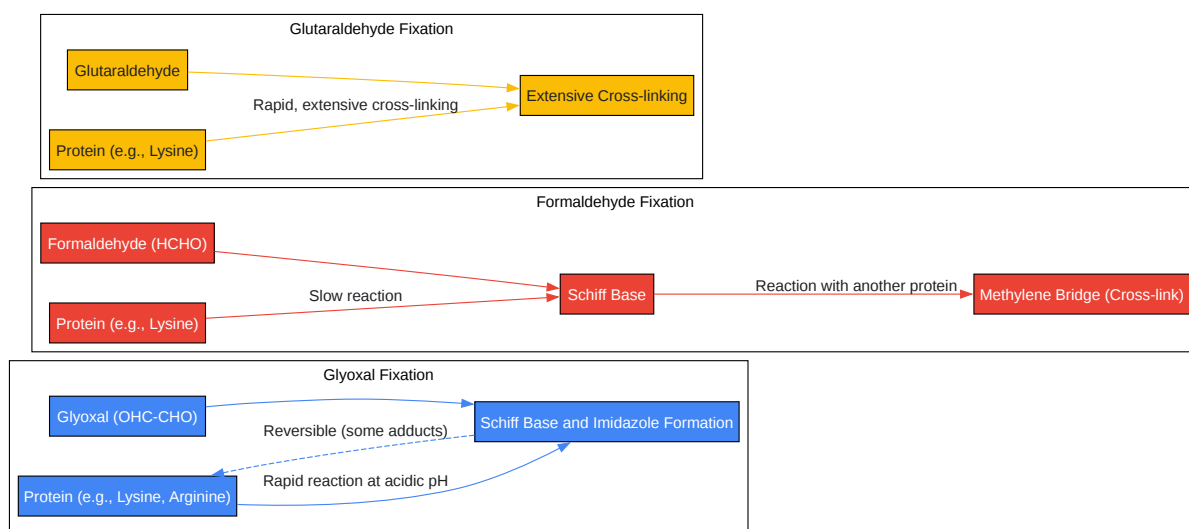 Glutaraldehyde Fixation
Glutaraldehyde
Extensive Cross-linking
Rapid, extensive cross-linking
Protein (e.g., Lysine)
Formaldehyde Fixation
Formaldehyde (HCHO)
Slow reaction
Schiff Base
Reaction with another protein
Methylene Bridge (Cross-link)
Protein (e.g., Lysine)
Glyoxal Fixation
Glyoxal (OHC-CHO)
Schiff Base and Imidazole Formation
Reversible (some adducts)
Rapid reaction at acidic pH
Protein (e.g., Lysine, Arginine)